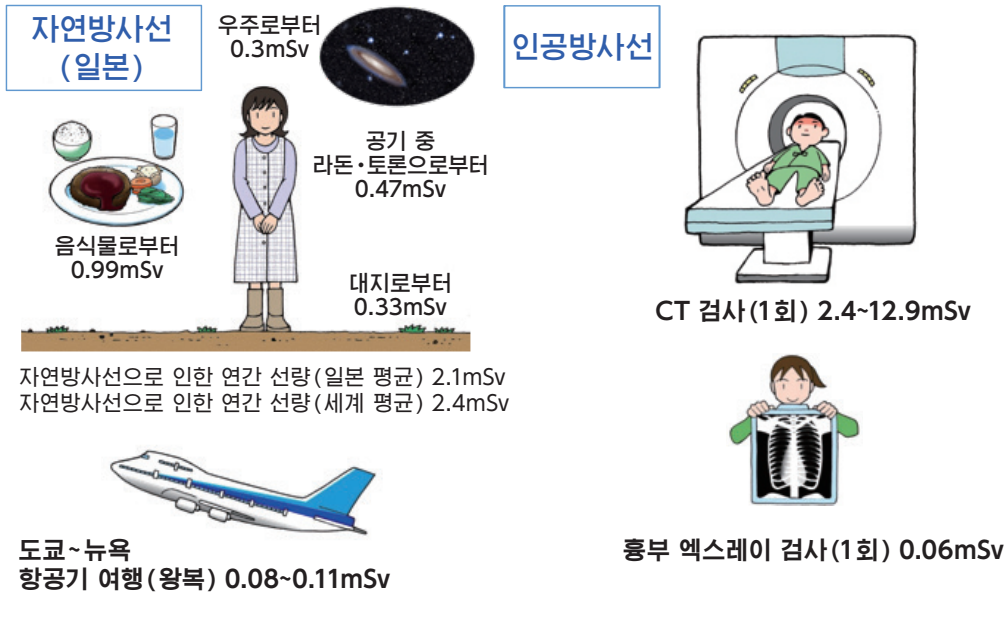 자연방사선
(일본)
우주로부터
0.3mSv
공기 중
라돈·토론으로부터
0.47mSv
음식물로부터
0.99mSv
대지로부터
0.33mSv
자연방사선으로 인한 연간 선량(일본 평균) 2.1mSv
자연방사선으로 인한 연간 선량(세계 평균) 2.4mSv
도쿄~뉴욕
항공기 여행(왕복) 0.08~0.11mSv
인공방사선
CT 검사(1회) 2.4~12.9mSv
흉부 엑스레이 검사(1회) 0.06mSv